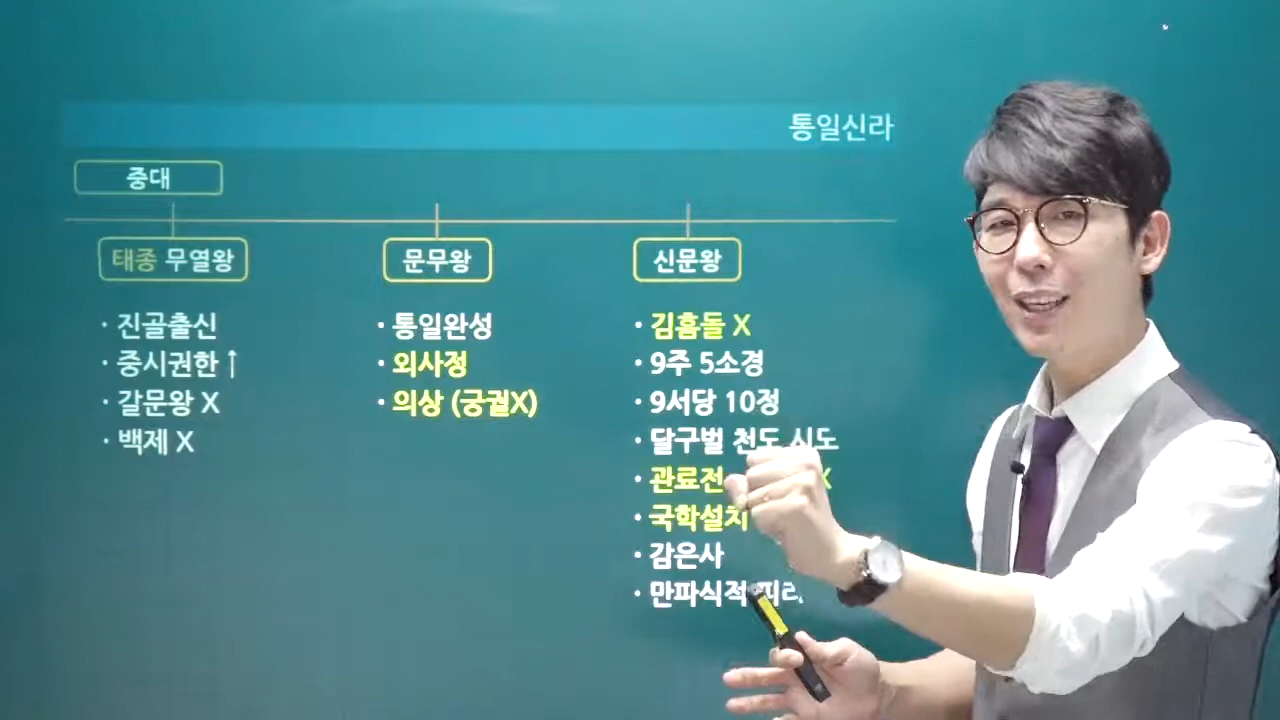 통일신라
중대
태종 무열왕
· 진골출신
· 중시권한 ↑
· 갈문왕 X
· 백제 X
문무왕
· 통일완성
· 외사정
· 의상 (궁궐X)
신문왕
· 김흠돌 X
· 9주 5소경
· 9서당 10정
· 달구벌 천도 시도
· 관료전 X
· 국학설치
· 감은사
· 만파식적 피리